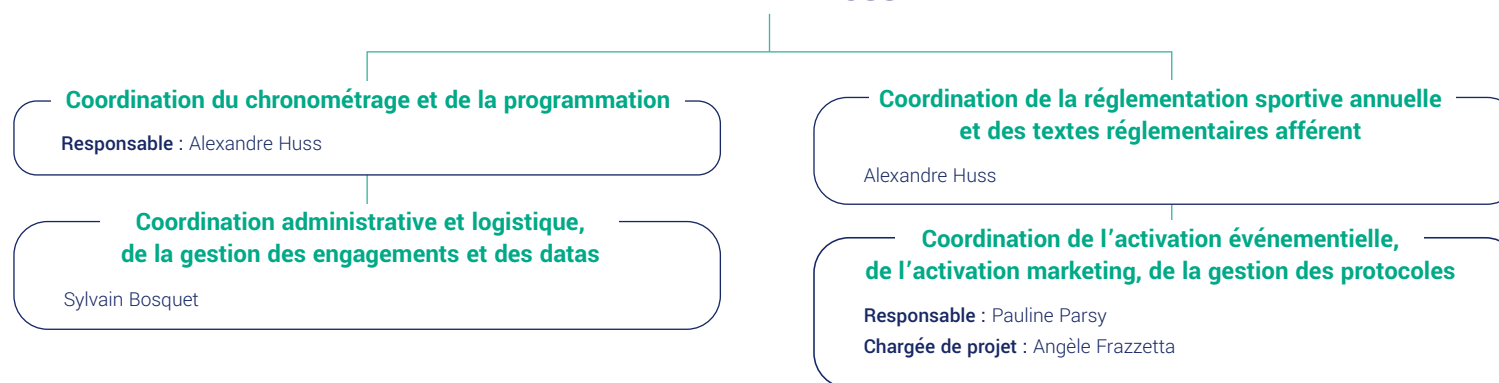 Coordination du chronométrage et de la programmation
Responsable : Alexandre Huss
Coordination administrative et logistique,
de la gestion des engagements et des datas
Sylvain Bosquet
Coordination de la réglementation sportive annuelle
et des textes réglementaires afférent
Alexandre Huss
Coordination de l’activation événementielle,
de l’activation marketing, de la gestion des protocoles
Responsable : Pauline Parsy
Chargée de projet : Angèle Frazzetta